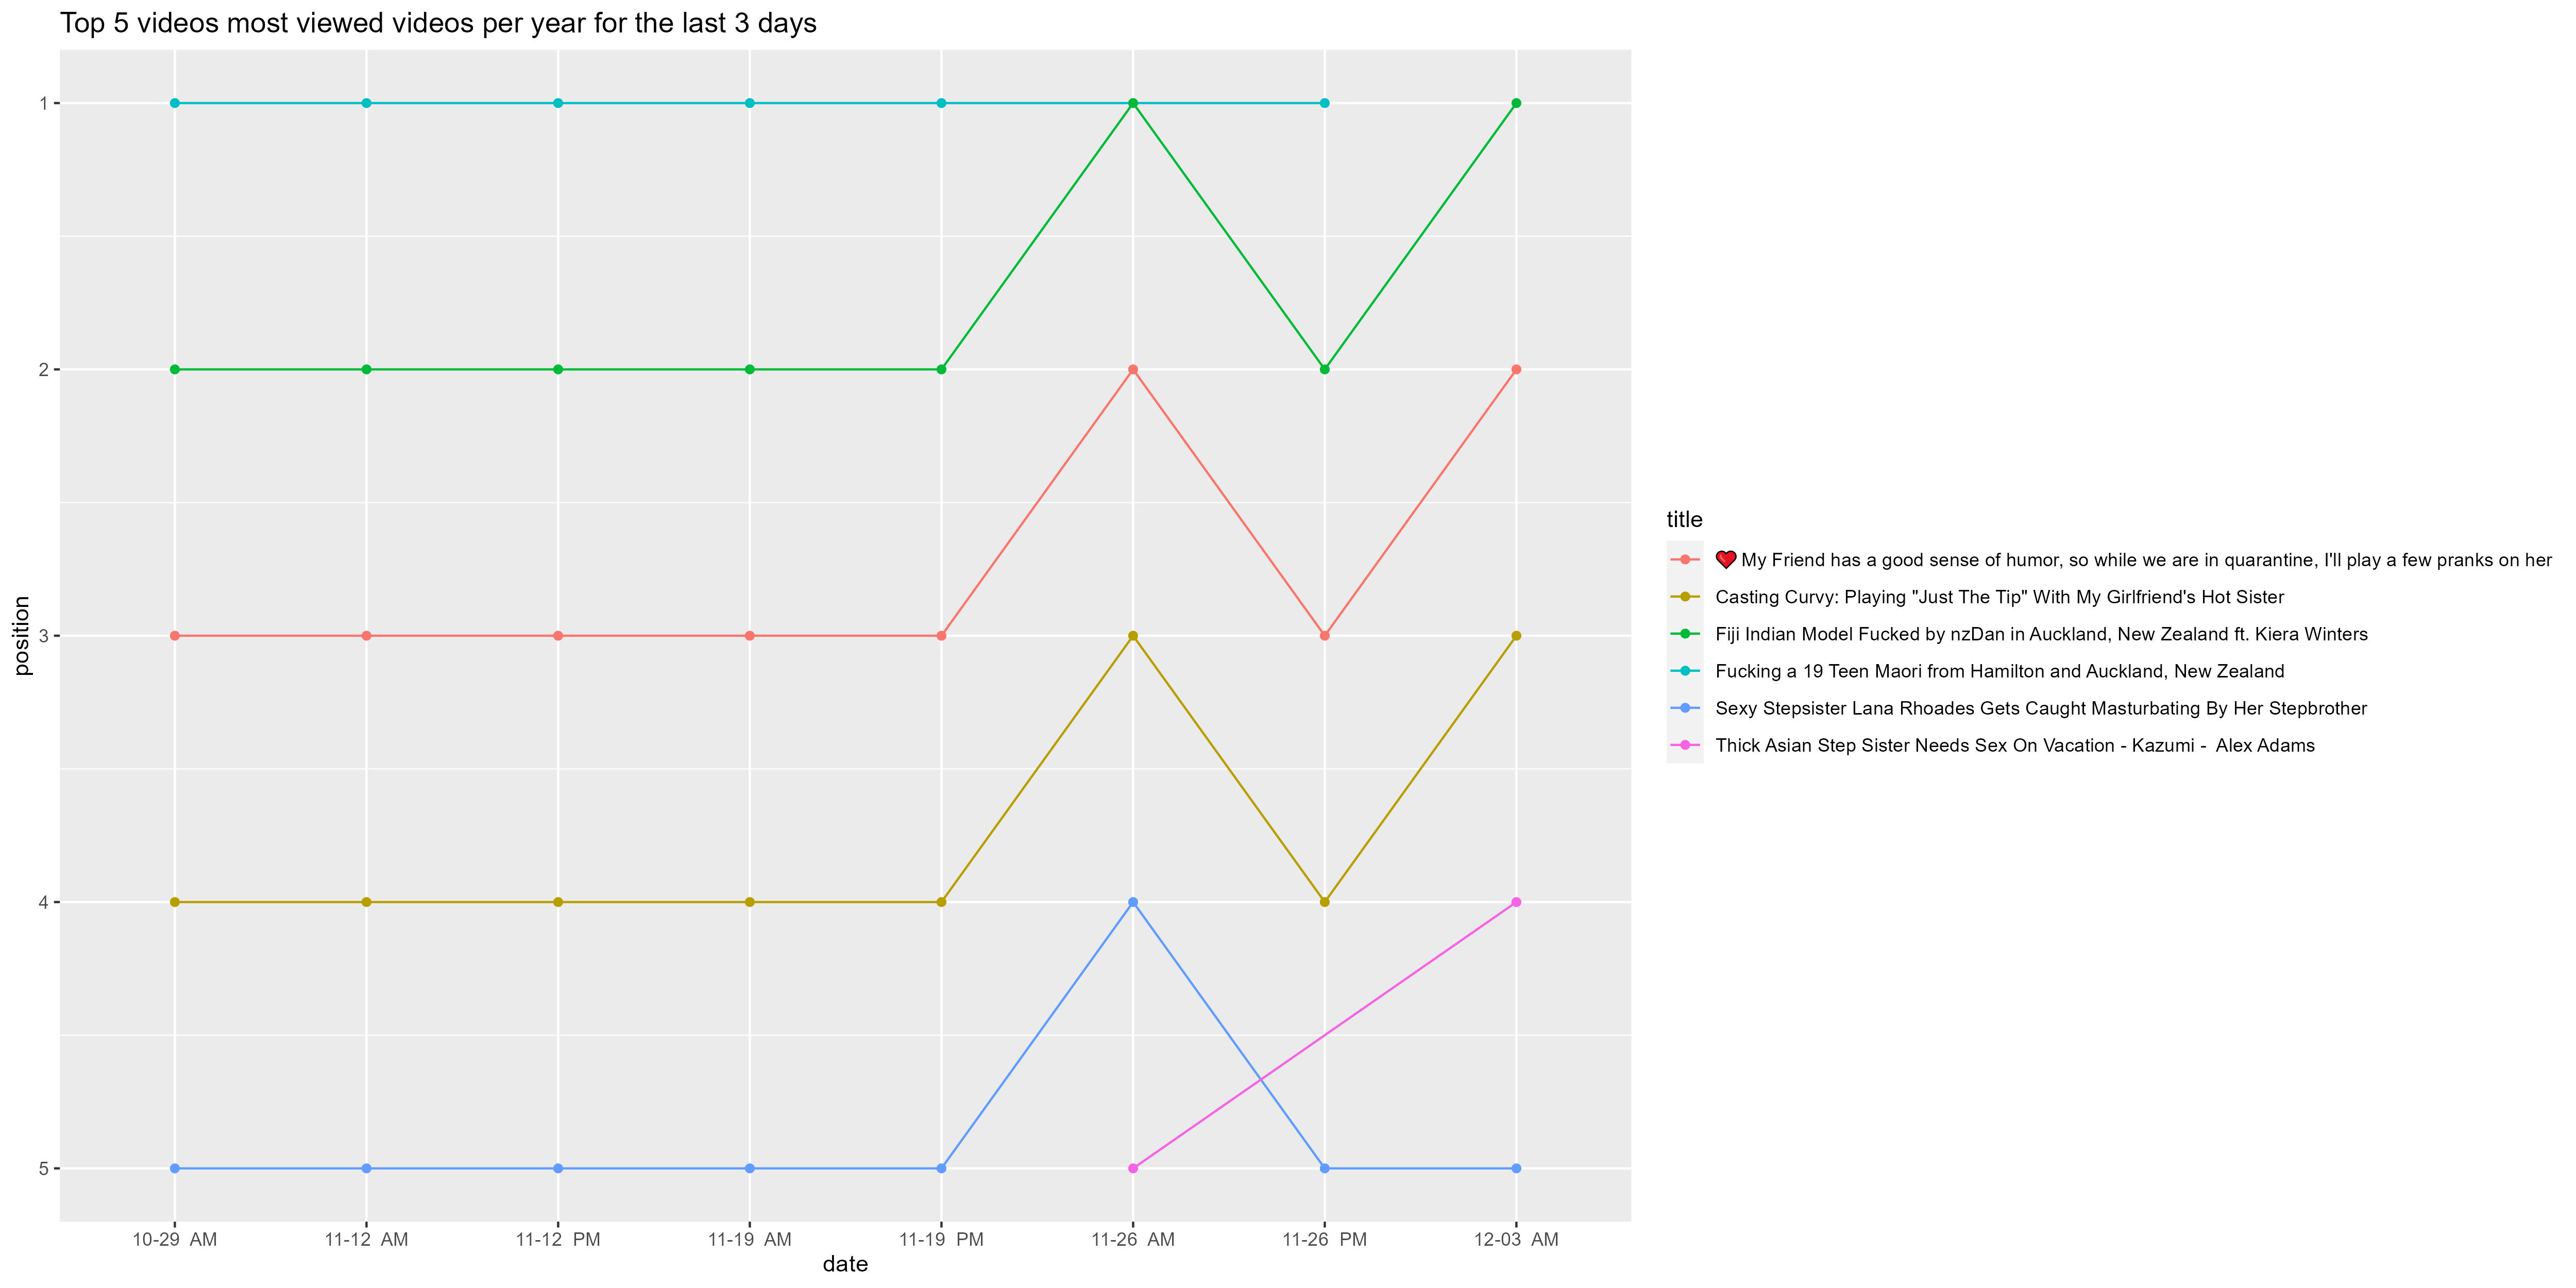 Top 5 videos most viewed videos per year for the last 3 days
1
2
3
4
5
position
10-29 AM
11-12 AM
11-12 PM
11-19 AM
11-19 PM
11-26 AM
11-26 PM
12-03 AM
date
title
❤️ My Friend has a good sense of humor, so while we are in quarantine, I'll play a few pranks on her
Casting Curvy: Playing "Just The Tip" With My Girlfriend's Hot Sister
Fiji Indian Model Fucked by nzDan in Auckland, New Zealand ft. Kiera Winters
Fucking a 19 Teen Maori from Hamilton and Auckland, New Zealand
Sexy Stepsister Lana Rhoades Gets Caught Masturbating By Her Stepbrother
Thick Asian Step Sister Needs Sex On Vacation - Kazumi -  Alex Adams